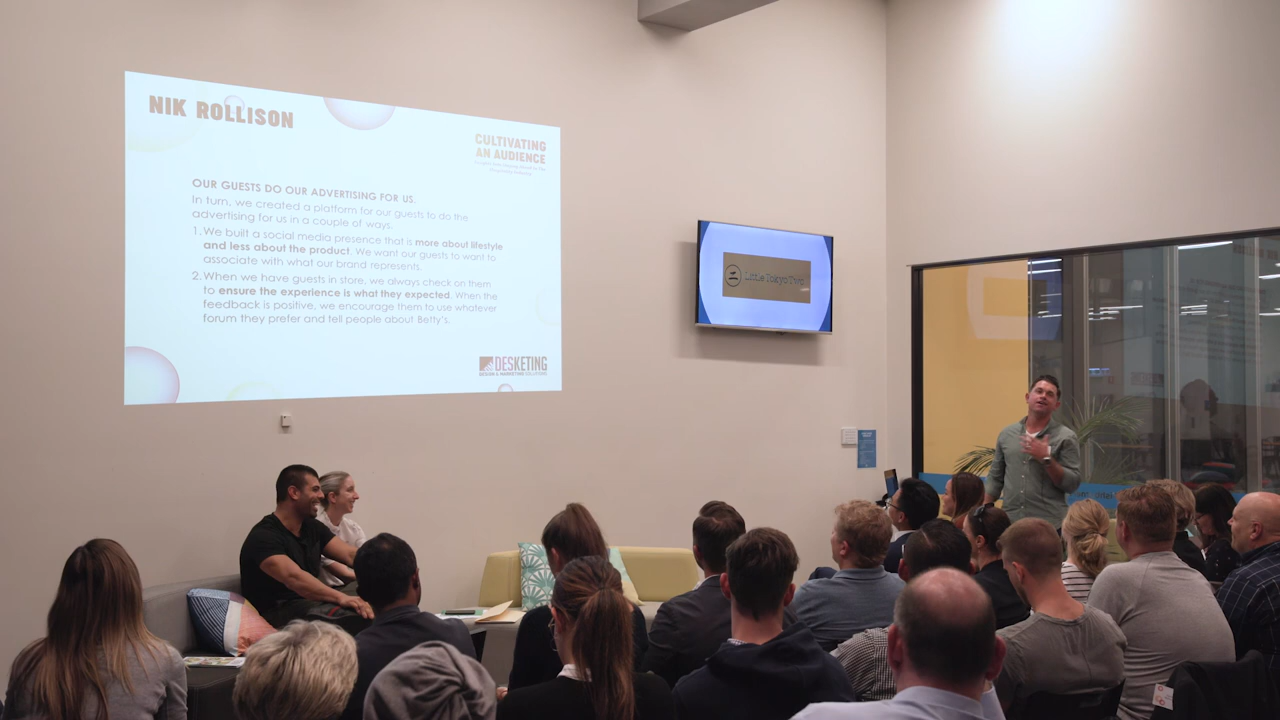 NIK ROLLISON
CULTIVATING
AN AUDIENCE
OUR GUESTS DO OUR ADVERTISING FOR US.
In turn, we created a platform for our guests to do the
advertising for us in a couple of ways.
1. We built a social media presence that is more about lifestyle
and less about the product. We want our guests to want to
associate with what our brand represents.
2. When we have guests in store, we always check on them
to ensure the experience is what they expected. When the
feedback is positive, we encourage them to use whatever
forum they prefer and tell people about Betty's.
DESKETING
DESIGN & MARKETING SOLUTIONS
Little Tokyo Two